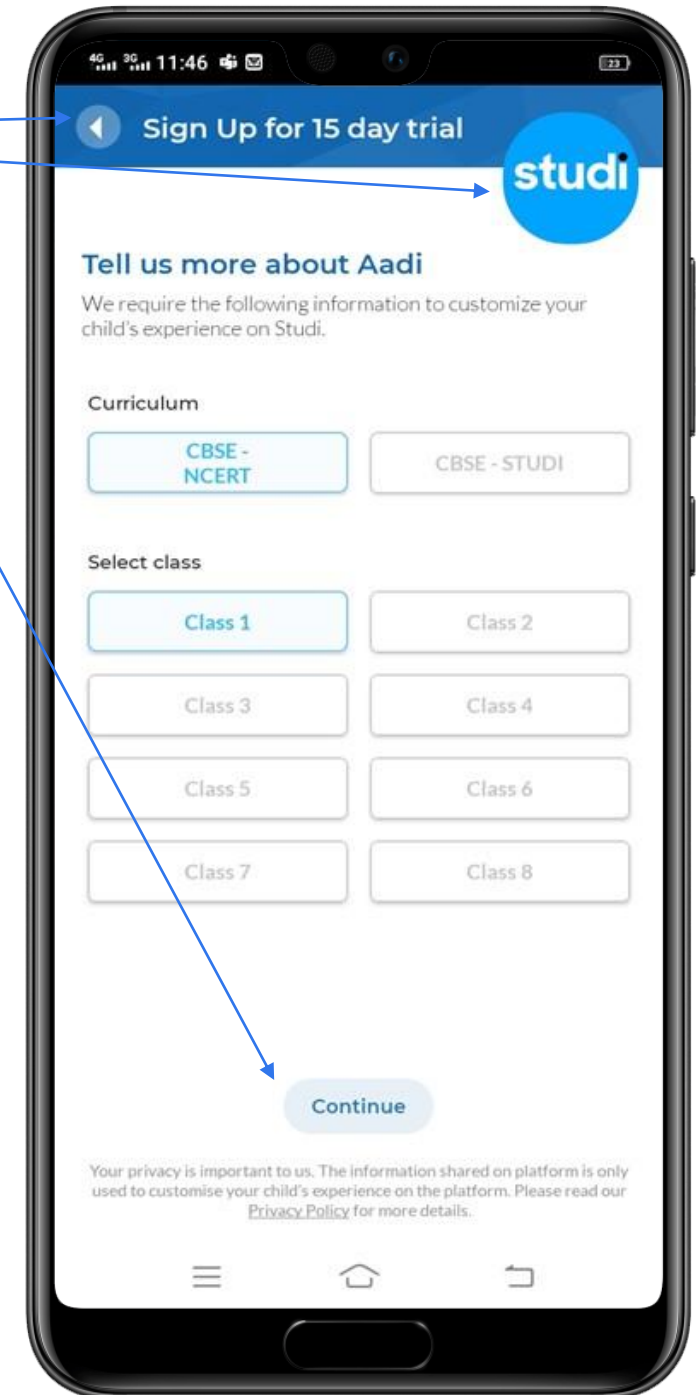 4G 3G 11:46 23
Sign Up for 15 day trial
studi
Tell us more about Aadi
We require the following information to customize your
child's experience on Studi.
Curriculum
CBSE -
NCERT
CBSE - STUDI
Select class
Class 1
Class 2
Class 3
Class 4
Class 5
Class 6
Class 7
Class 8
Continue
Your privacy is important to us. The information shared on platform is only
used to customise your child's experience on the platform. Please read our
Privacy Policy for more details.